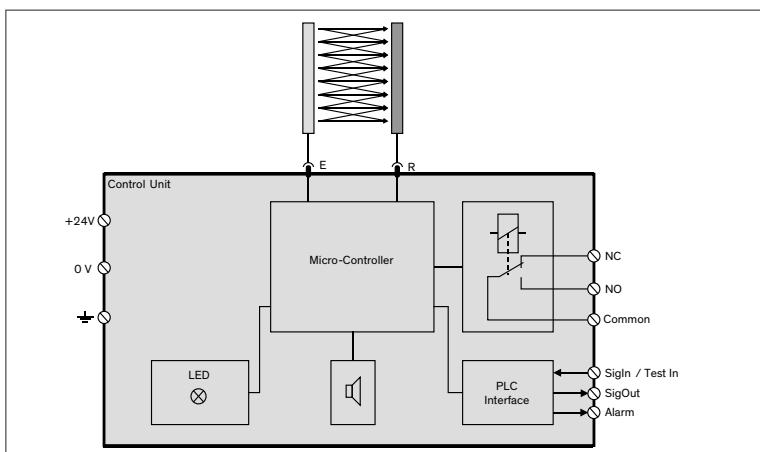 E
R
Control Unit
+24V
0 V
Micro-Controller
NC
NO
Common
LED
PLC
Interface
SigIn / Test In
SigOut
Alarm